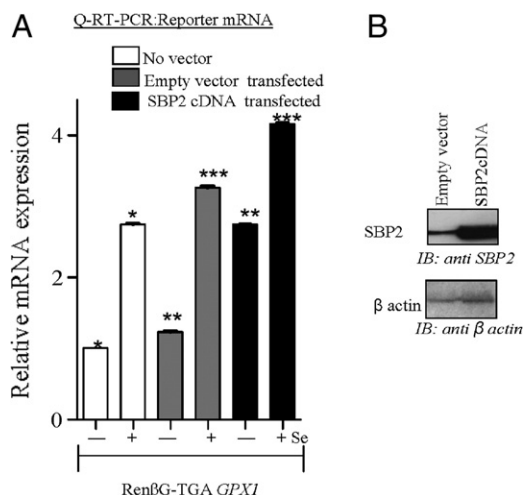 A
Q-RT-PCR:Reporter mRNA
No vector
Empty vector transfected
SBP2 cDNA transfected
Relative mRNA expression
4
2
0
*
*
**
***
**
***
— + — + — + Se
RenβG-TGA GPX1
B
Empty vector
SBP2cDNA
SBP2
IB: anti SBP2
β actin
IB: anti β actin